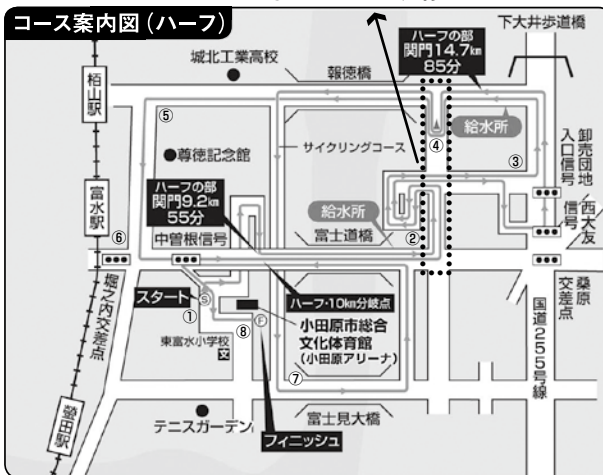 コース案内図(ハーフ)
下大井歩道橋
城北工業高校
報徳橋
ハーフの部
関門14.7km
85分
栢山駅
⑤
サイクリングコース
④
給水所
③
卸売団地
入口信号
尊徳記念館
ハーフの部
関門9.2km
55分
富水駅
給水所
西大友
信号
⑥
中曽根信号
富士道橋
②
堀之内交差点
スタート
S
①
ハーフ・10km分岐点
桑原
交差点
国道255号線
⑧
F
小田原市総合
文化体育館
(小田原アリーナ)
東富水小学校
文
⑦
螢田駅
テニスガーデン
富士見大橋
フィニッシュ